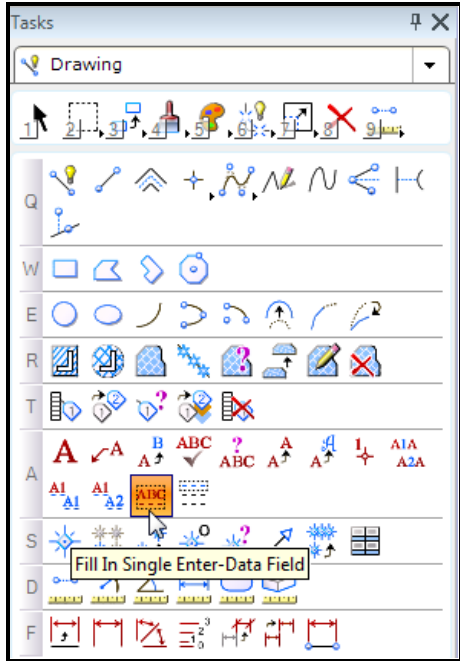 Tasks
Drawing
1 2 3 4 5 6 7 8 9
Q
W
E
R
T
A A A B A ABC ? ABC A A A A 1 A1A A2A
A1 A1 A1 A2 ABC
S
Fill In Single Enter-Data Field
D
F